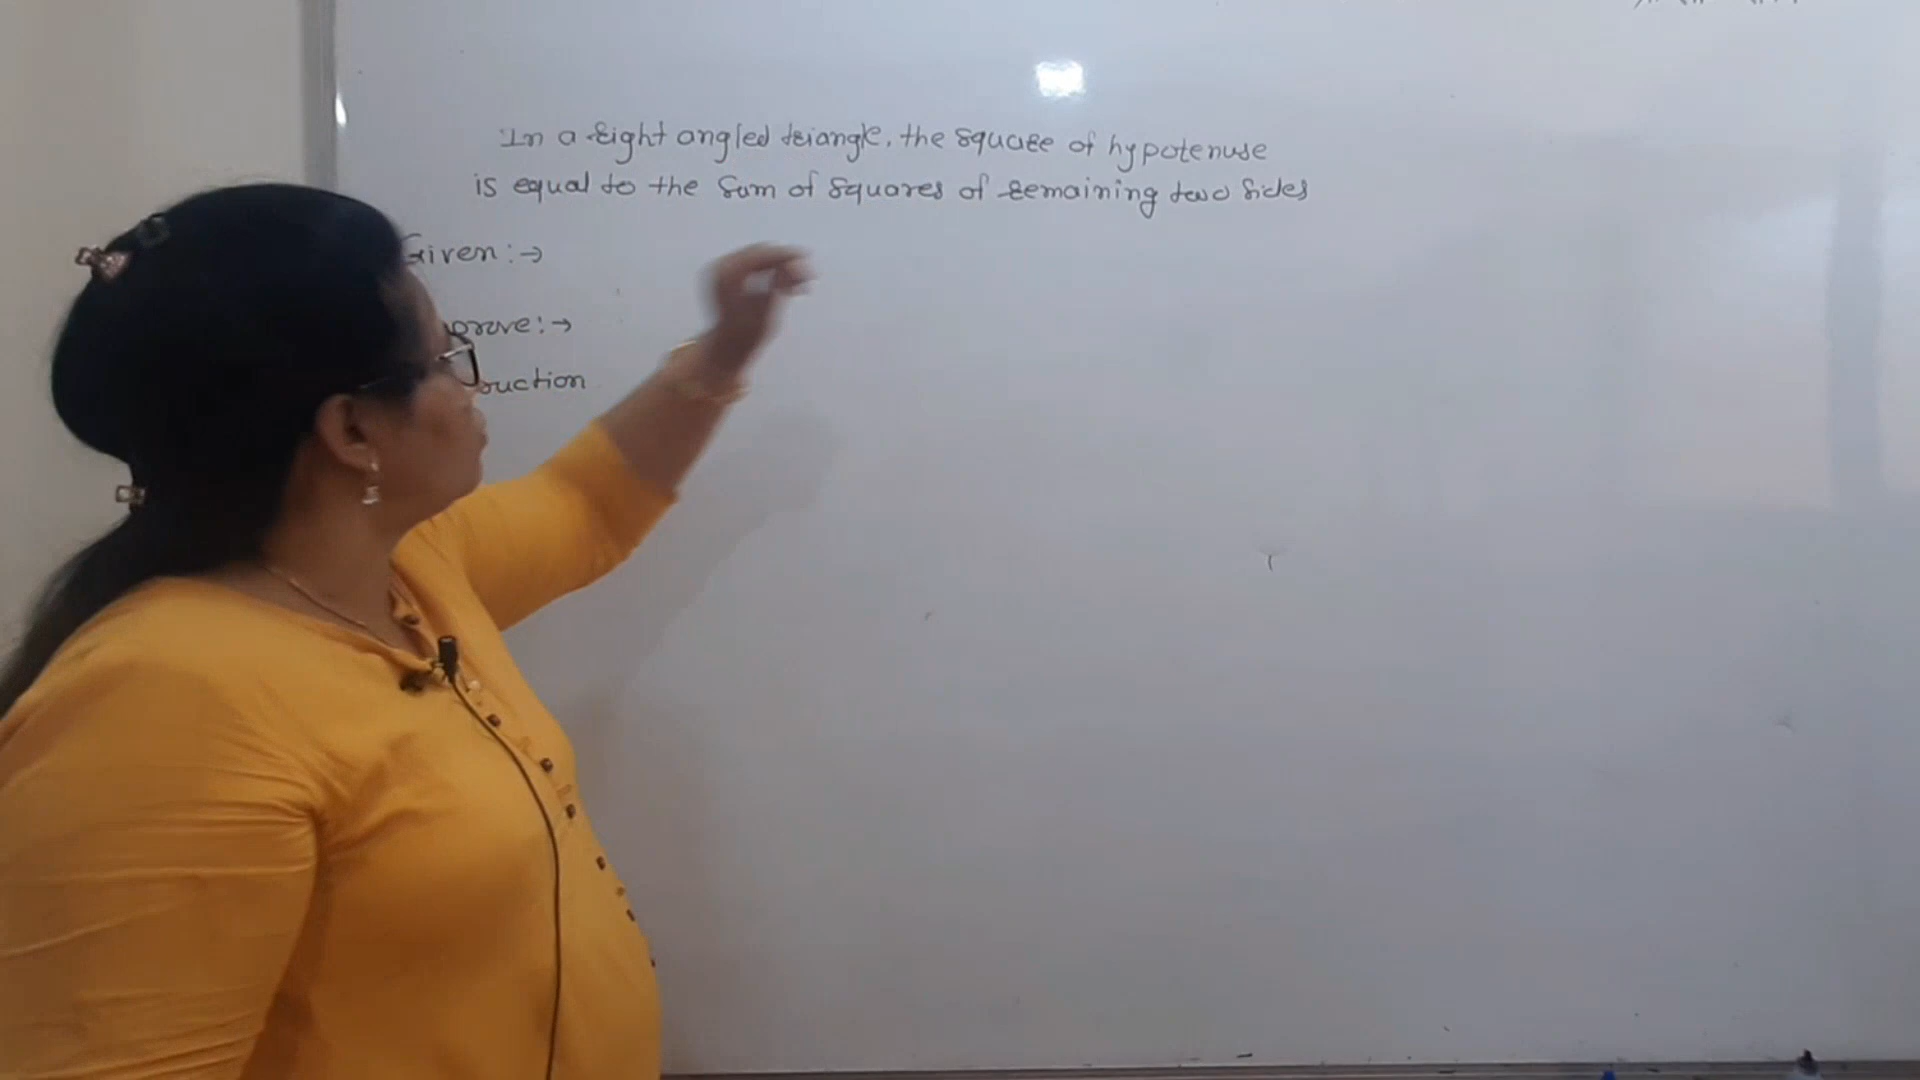 In a right angled triangle, the square of hypotenuse
is equal to the sum of squares of remaining two sides
Given :→
prove :→
uction